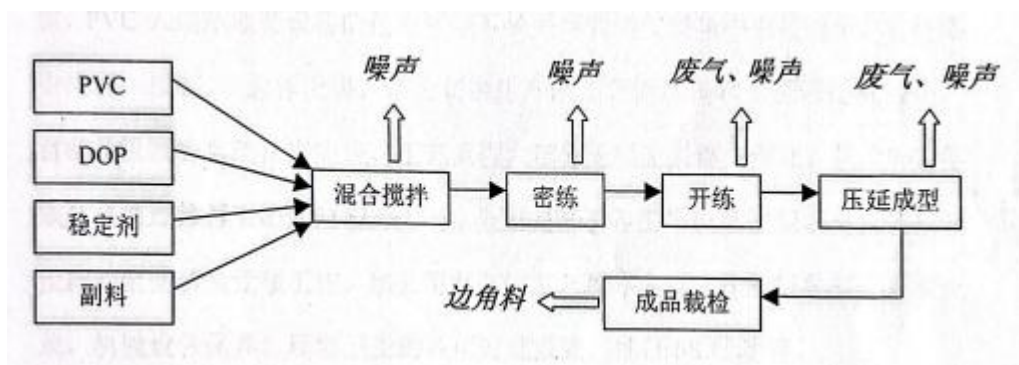 PVC
DOP
稳定剂
副料
噪声
噪声
废气、噪声
废气、噪声
混合搅拌
密练
开练
压延成型
边角料
成品裁检